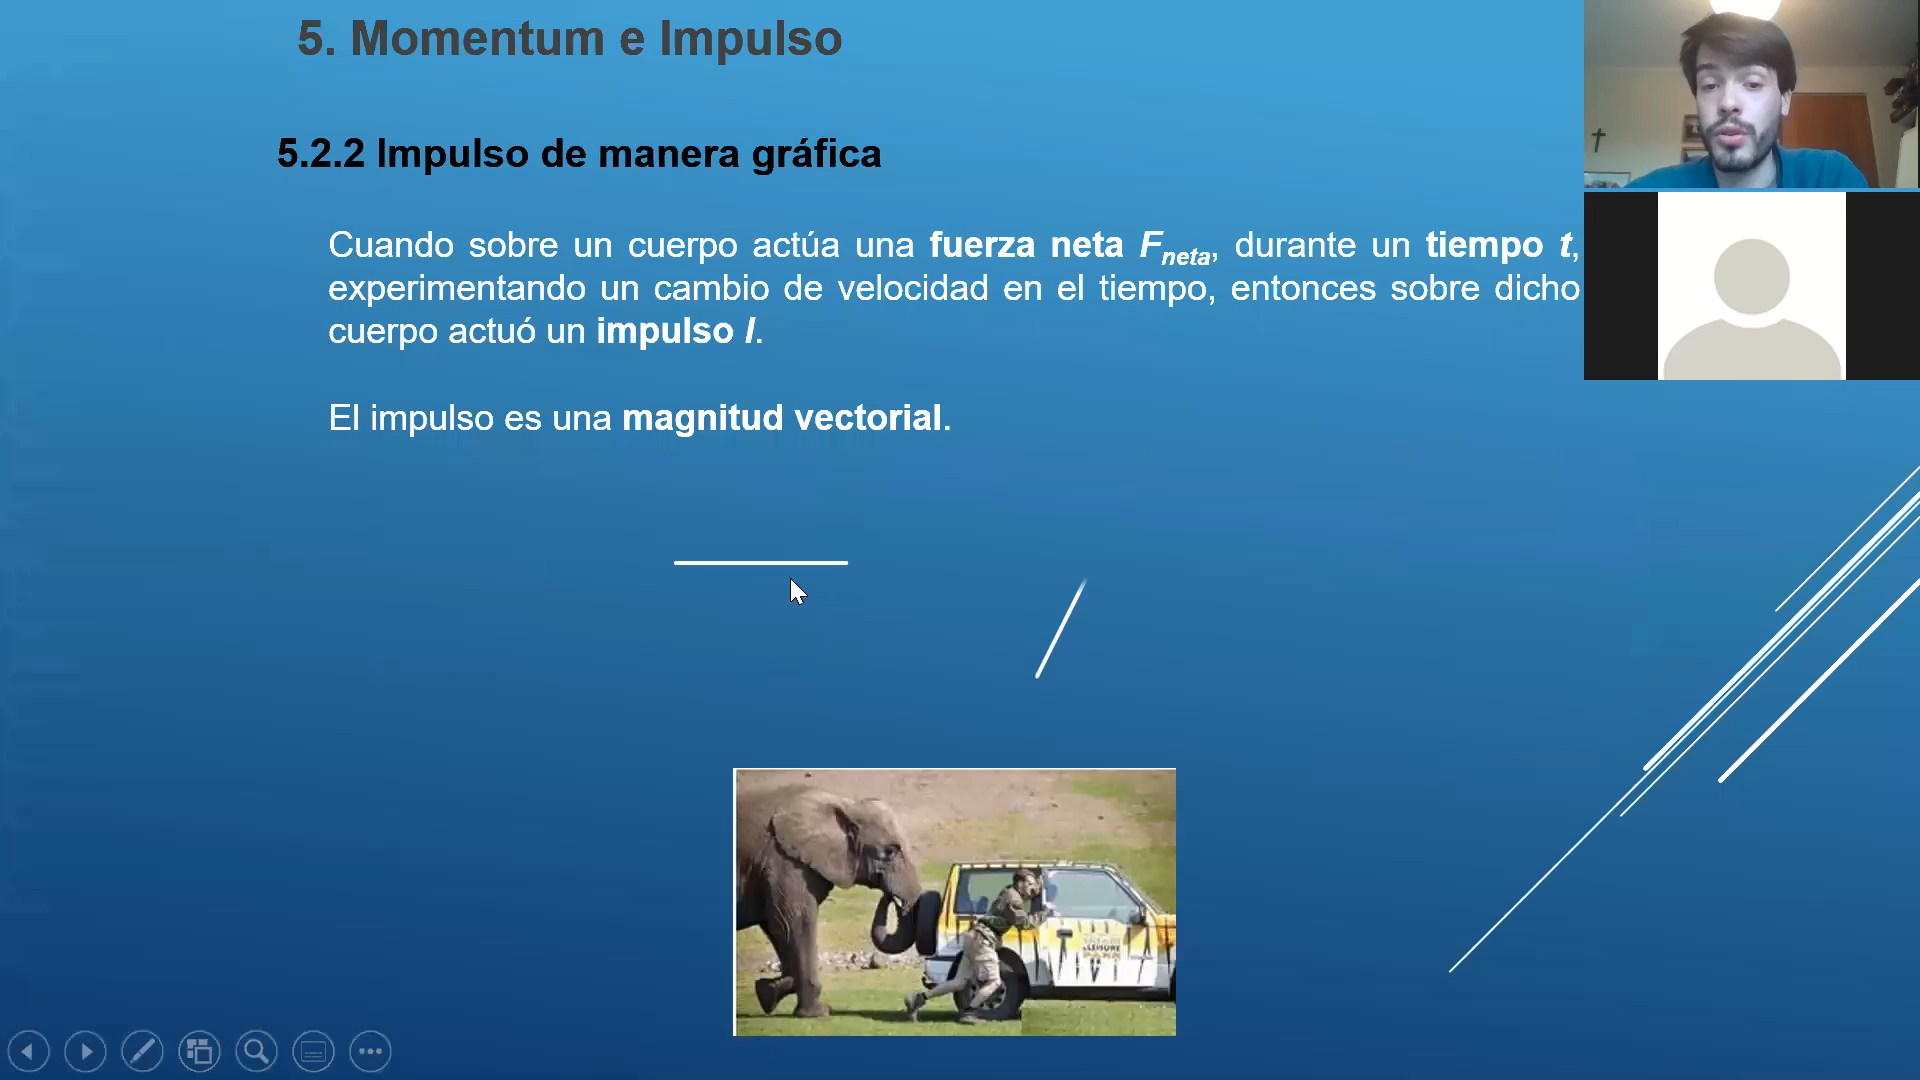 5. Momentum e Impulso
5.2.2 Impulso de manera gráfica
Cuando sobre un cuerpo actúa una fuerza neta Fneta, durante un tiempo t,
experimentando un cambio de velocidad en el tiempo, entonces sobre dicho
cuerpo actuó un impulso I.
El impulso es una magnitud vectorial.
LEISURE